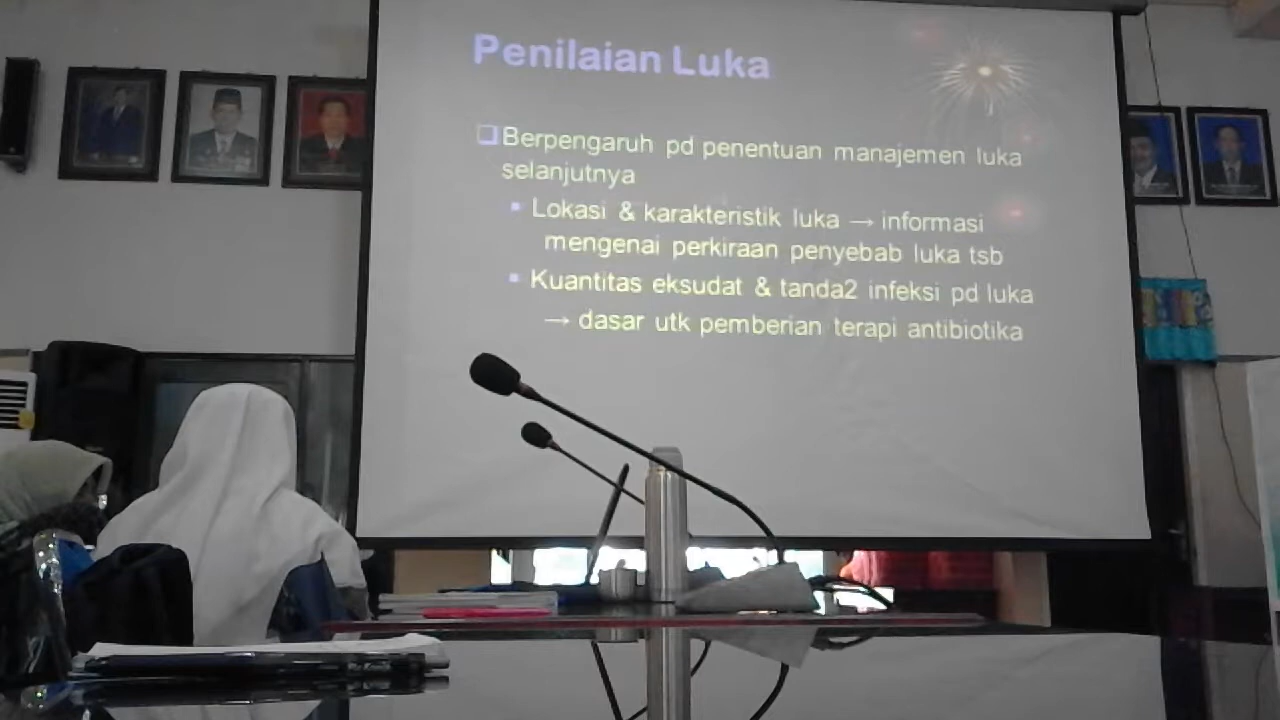 Penilaian Luka
Berpengaruh pd penentuan manajemen luka
selanjutnya
Lokasi & karakteristik luka → informasi
mengenai perkiraan penyebab luka tsb
Kuantitas eksudat & tanda2 infeksi pd luka
→ dasar utk pemberian terapi antibiotika